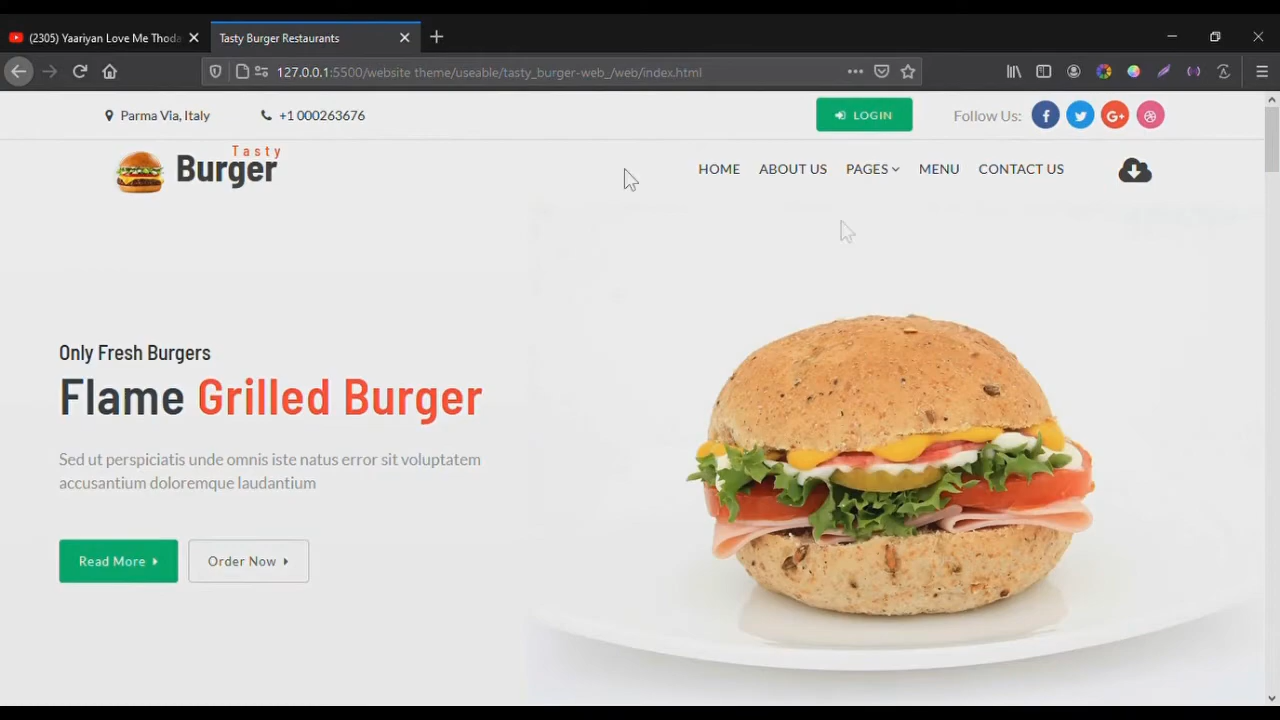 (2305) Yaariyan Love Me Thoda
Tasty Burger Restaurants
127.0.0.1:5500/website theme/useable/tasty_burger-web_/web/index.html
Parma Via, Italy
+1 000263676
LOGIN
Follow Us:
Tasty
Burger
HOME
ABOUT US
PAGES
MENU
CONTACT US
Only Fresh Burgers
Flame Grilled Burger
Sed ut perspiciatis unde omnis iste natus error sit voluptatem
accusantium doloremque laudantium
Read More
Order Now